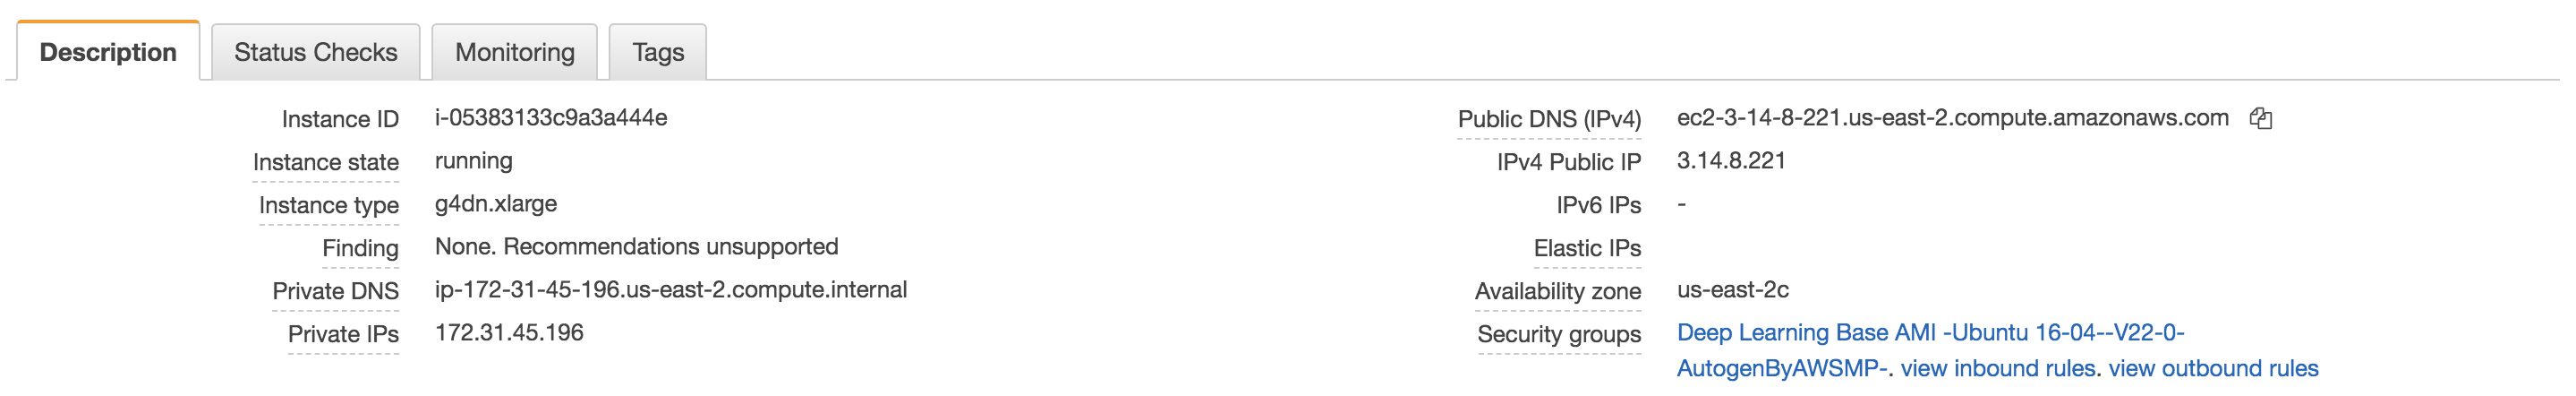 Description Status Checks Monitoring Tags
Instance ID i-05383133c9a3a444e
Instance state running
Instance type g4dn.xlarge
Finding None. Recommendations unsupported
Private DNS ip-172-31-45-196.us-east-2.compute.internal
Private IPs 172.31.45.196
Public DNS (IPv4) ec2-3-14-8-221.us-east-2.compute.amazonaws.com
IPv4 Public IP 3.14.8.221
IPv6 IPs -
Elastic IPs
Availability zone us-east-2c
Security groups Deep Learning Base AMI -Ubuntu 16-04--V22-0-
AutogenByAWSMP-. view inbound rules. view outbound rules